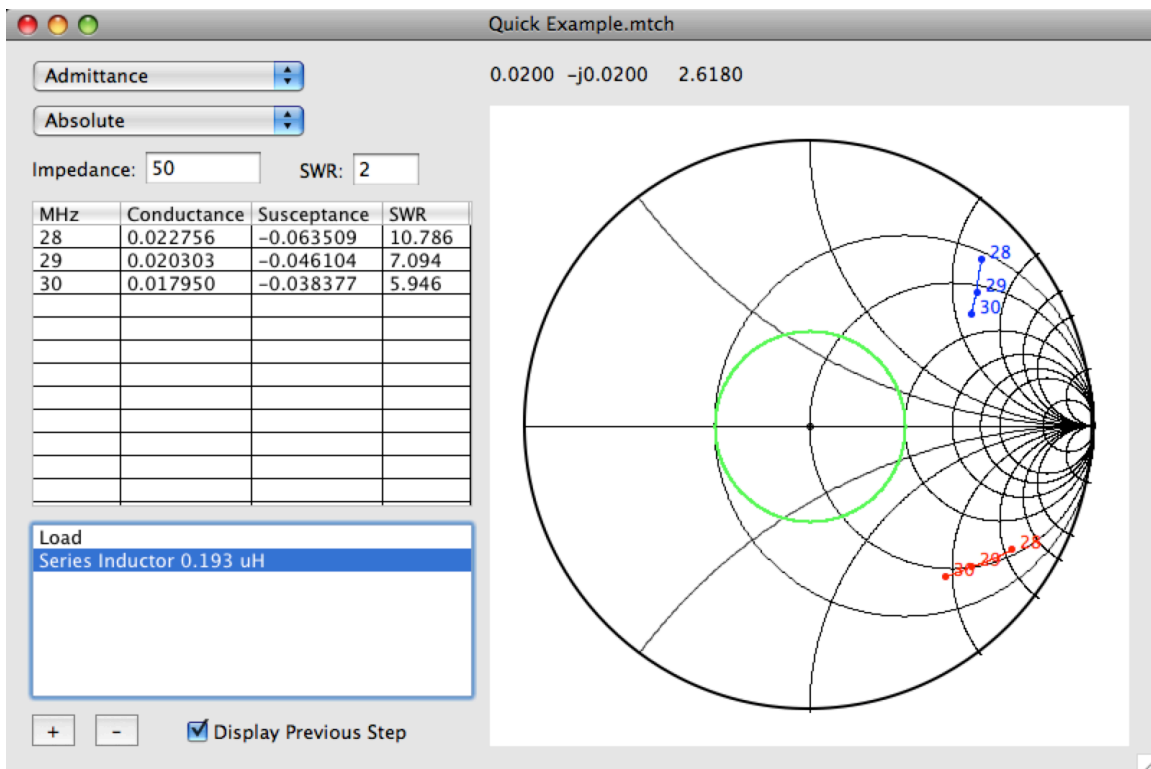 Quick Example.mtch
Admittance
0.0200 -j0.0200 2.6180
Absolute
Impedance: 50 SWR: 2
MHz Conductance Susceptance SWR
28 0.022756 -0.063509 10.786
29 0.020303 -0.046104 7.094
30 0.017950 -0.038377 5.946
Load
Series Inductor 0.193 uH
+ - Display Previous Step
28
29
30
28
29
30